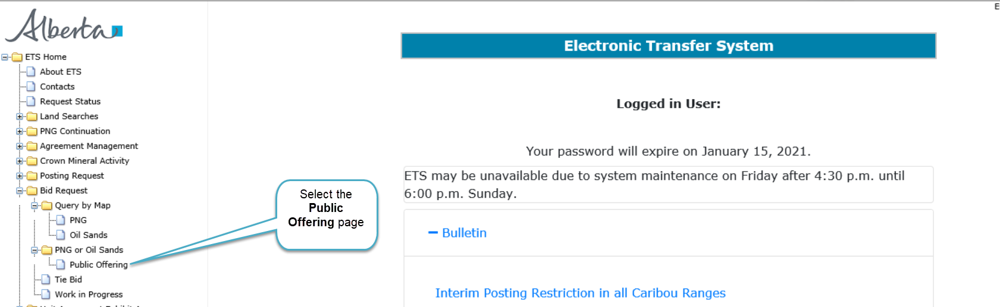 E
Alberta
ETS Home
About ETS
Contacts
Request Status
Land Searches
PNG Continuation
Agreement Management
Crown Mineral Activity
Posting Request
Bid Request
Query by Map
PNG
Oil Sands
PNG or Oil Sands
Public Offering
Tie Bid
Work in Progress
Select the
Public
Offering page
Electronic Transfer System
Logged in User:
Your password will expire on January 15, 2021.
ETS may be unavailable due to system maintenance on Friday after 4:30 p.m. until
6:00 p.m. Sunday.
Bulletin
Interim Posting Restriction in all Caribou Ranges